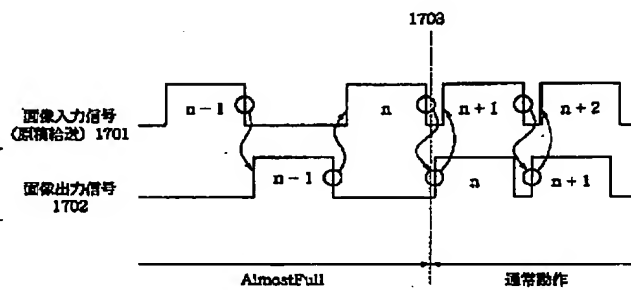 1703
画像入力信号
(原稿給送) 1701
n－1
n
n＋1
n＋2
画像出力信号
1702
n－1
n
n＋1
AlmostFull
通常動作